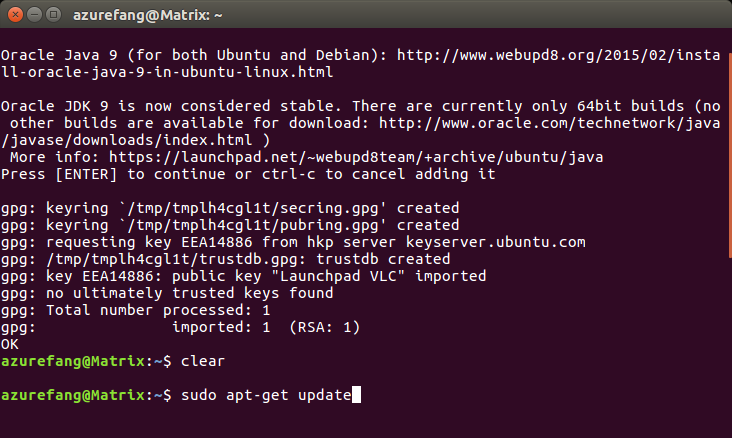 azurefang@Matrix: ~
Oracle Java 9 (for both Ubuntu and Debian): http://www.webupd8.org/2015/02/insta
ll-oracle-java-9-in-ubuntu-linux.html
Oracle JDK 9 is now considered stable. There are currently only 64bit builds (no
 other builds are available for download: http://www.oracle.com/technetwork/java
/javase/downloads/index.html )
 More info: https://launchpad.net/~webupd8team/+archive/ubuntu/java
Press [ENTER] to continue or ctrl-c to cancel adding it
gpg: keyring `/tmp/tmplh4cgl1t/secring.gpg' created
gpg: keyring `/tmp/tmplh4cgl1t/pubring.gpg' created
gpg: requesting key EEA14886 from hkp server keyserver.ubuntu.com
gpg: /tmp/tmplh4cgl1t/trustdb.gpg: trustdb created
gpg: key EEA14886: public key "Launchpad VLC" imported
gpg: no ultimately trusted keys found
gpg: Total number processed: 1
gpg:               imported: 1  (RSA: 1)
OK
azurefang@Matrix:~$ clear
azurefang@Matrix:~$ sudo apt-get update